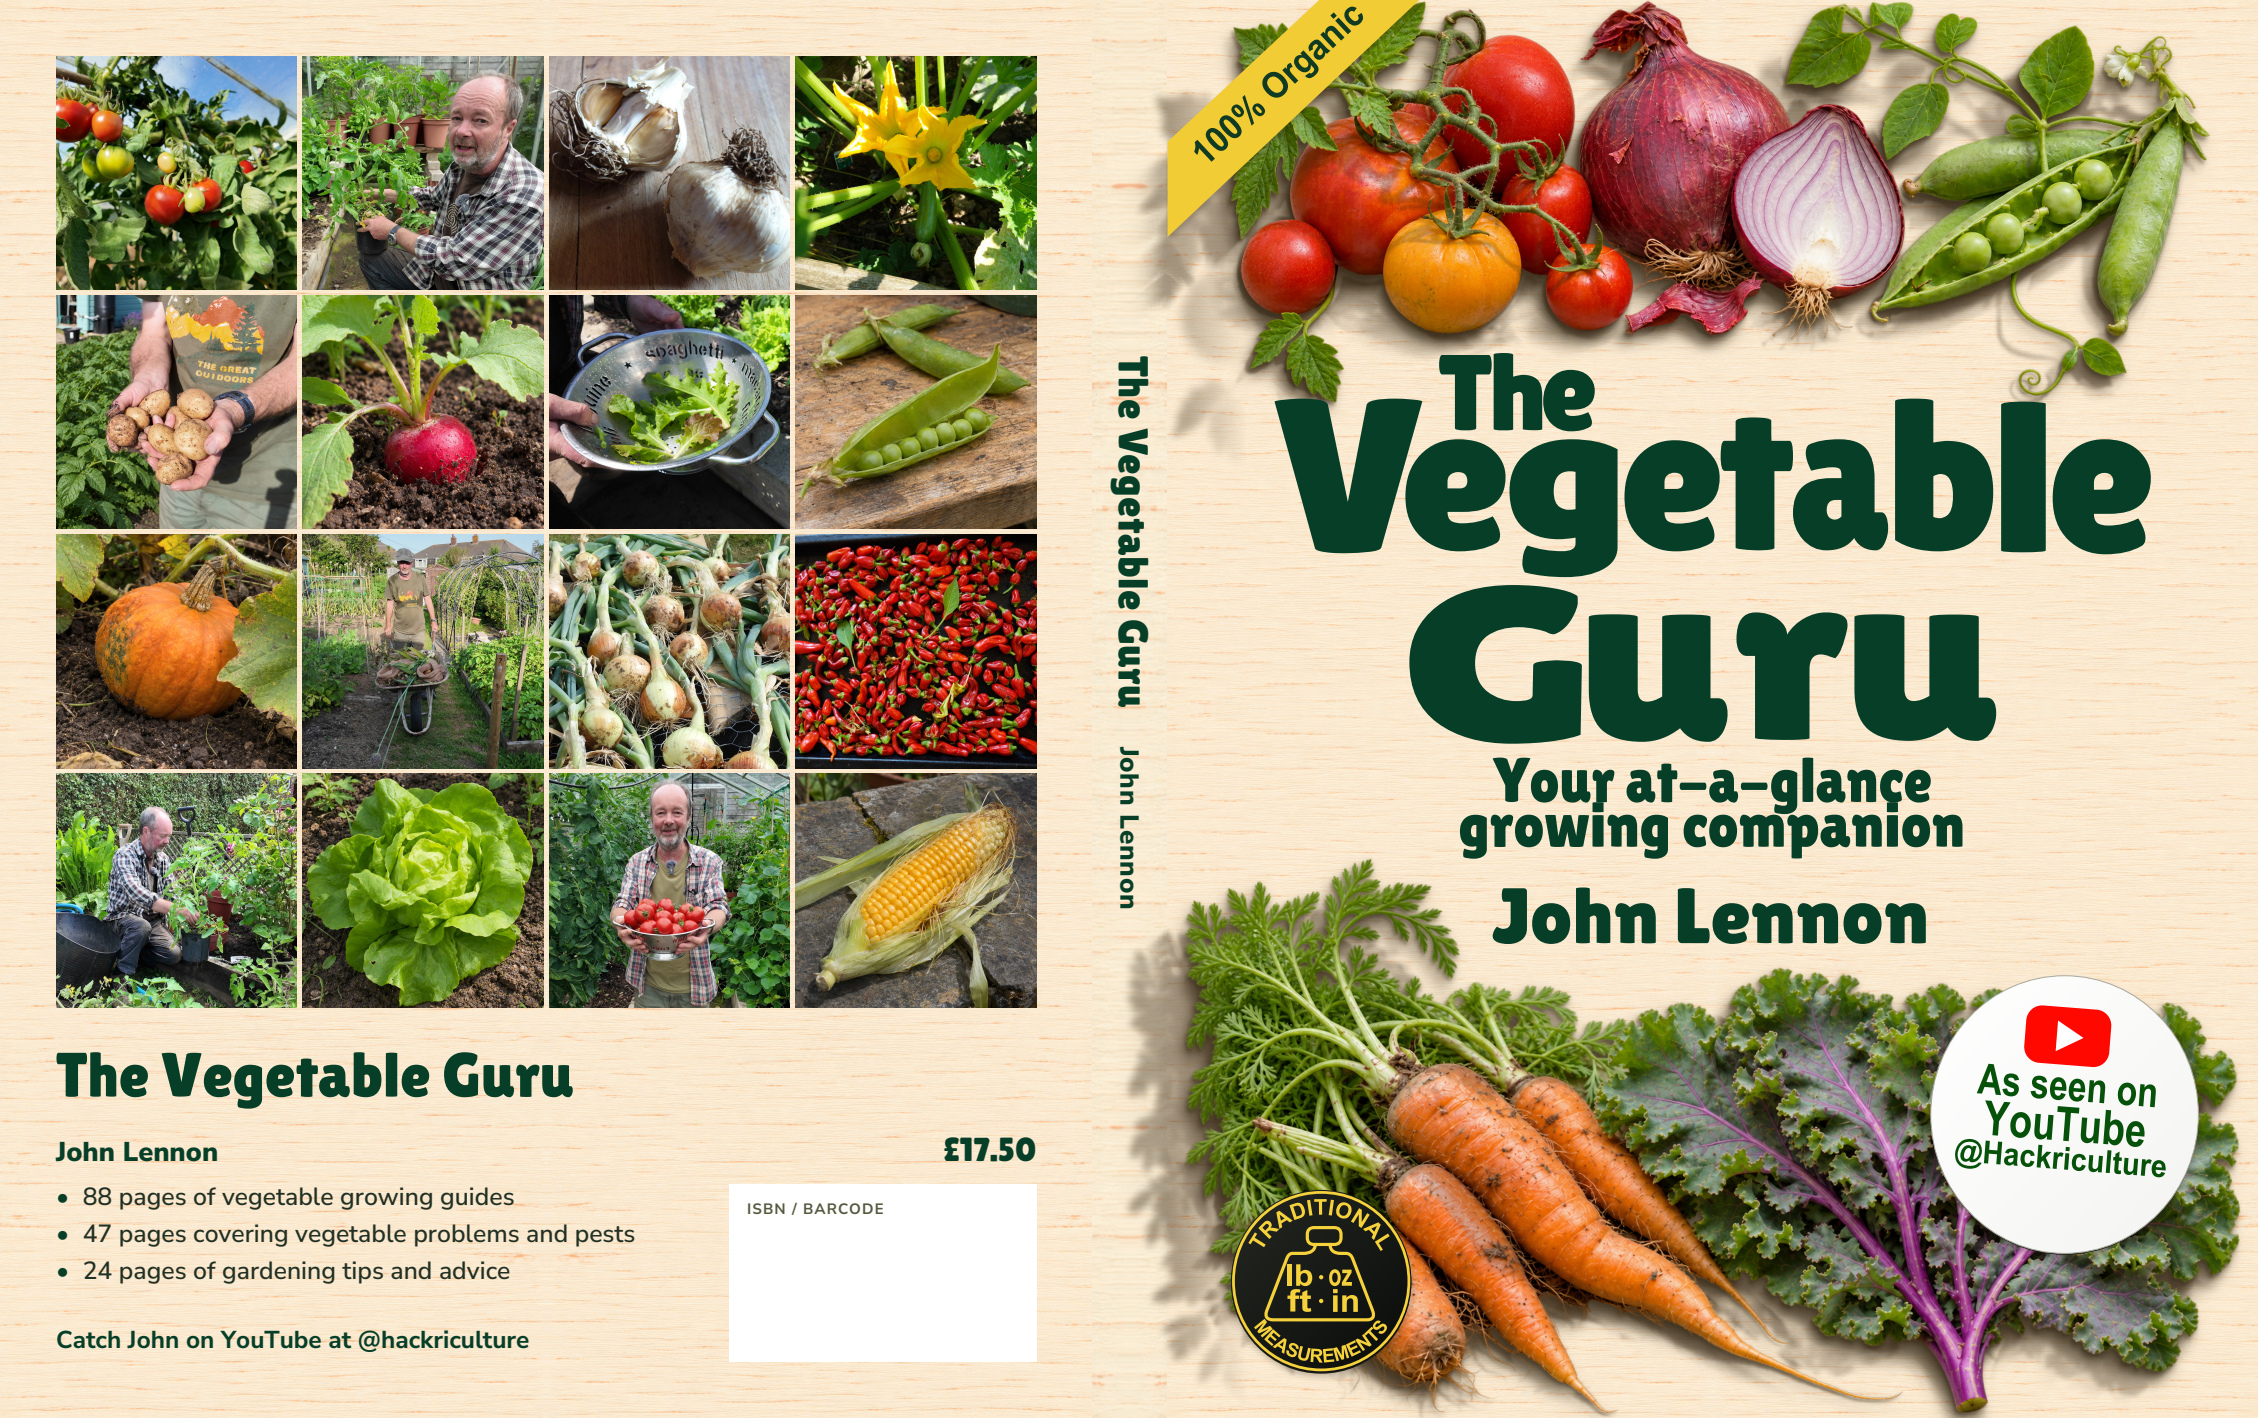 THE GREAT
OUTDOORS
spaghetti
The Vegetable Guru
John Lennon
£17.50
88 pages of vegetable growing guides
47 pages covering vegetable problems and pests
24 pages of gardening tips and advice
ISBN / BARCODE
Catch John on YouTube at @hackriculture
The Vegetable Guru John Lennon
100% Organic
The
Vegetable
Guru
Your at-a-glance
growing companion
John Lennon
As seen on
YouTube
@Hackriculture
TRADITIONAL
lb · oz
ft · in
MEASUREMENTS